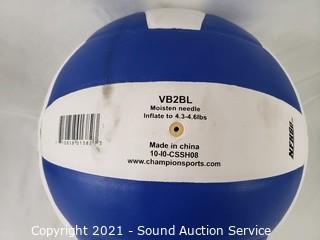 VB2BL
Moisten needle
Inflate to 4.3-4.6lbs
Made in china
10-I0-CSSH08
www.championsports.com
Copyright 2021 - Sound Auction Service